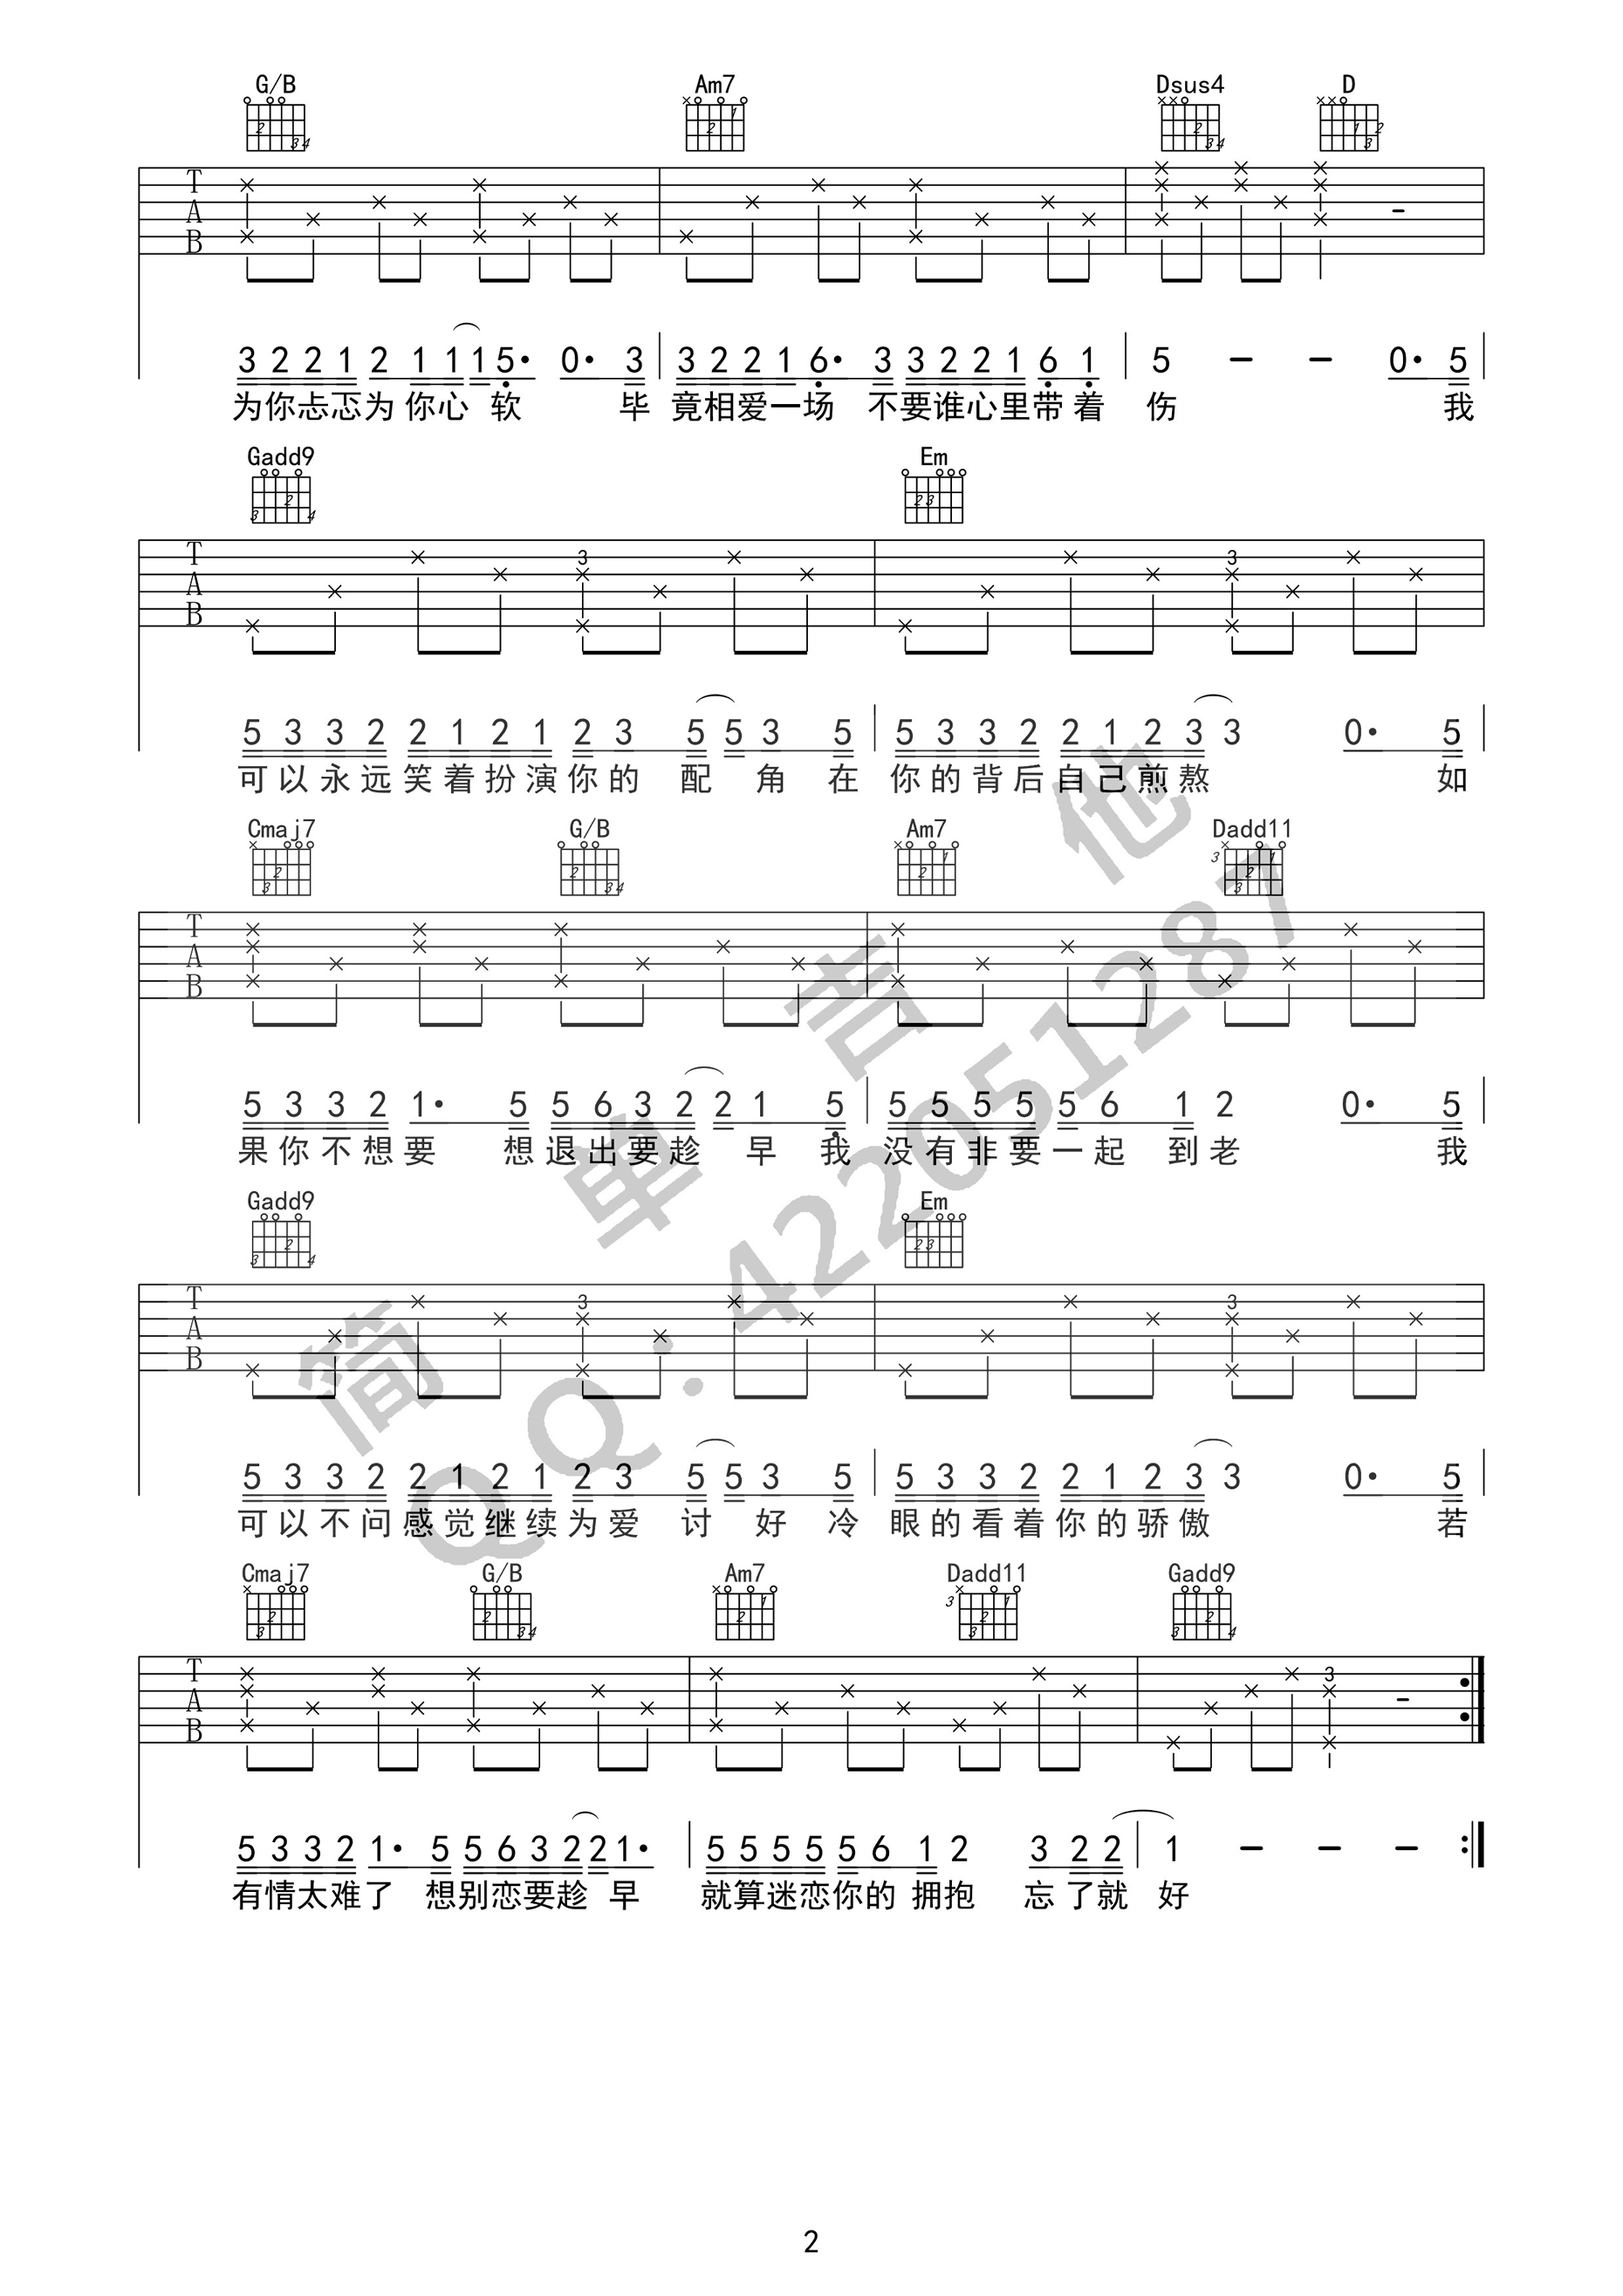 G/B Am7 Dsus4 D
T
A
B
3 2 2 1 2 1 1 1 5· 0· 3 3 2 2 1 6· 3 3 2 2 1 6 1 5 - - 0· 5
为你忐忑为 你心 软 毕 竟相爱一场 不要谁心里带着 伤 我
Gadd9 Em
3 3
T
A
B
5 3 3 2 2 1 2 1 2 3 5 5 3 5 5 3 3 2 2 1 2 3 3 0· 5
可以永远笑着扮演你的 配 角 在 你的背后自己煎熬 如
Cmaj7 G/B Am7 Dadd11
T
A
B
5 3 3 2 1· 5 5 6 3 2 2 1 5 5 5 5 5 5 6 1 2 0· 5
果你不想要 想退出要趁 早 我 没有非要一起 到老 我
Gadd9 Em
3 3
T
A
B
5 3 3 2 2 1 2 1 2 3 5 5 3 5 5 3 3 2 2 1 2 3 3 0· 5
可以不问感觉继续为爱 讨 好 冷 眼的看着你的骄傲 若
Cmaj7 G/B Am7 Dadd11 Gadd9
3
T
A
B
5 3 3 2 1· 5 5 6 3 2 2 1· 5 5 5 5 5 6 1 2 3 2 2 1 - - -
有情太难了 想别恋要趁 早 就算迷恋你的 拥抱 忘了就 好
简单吉他
QQ:422051287
2